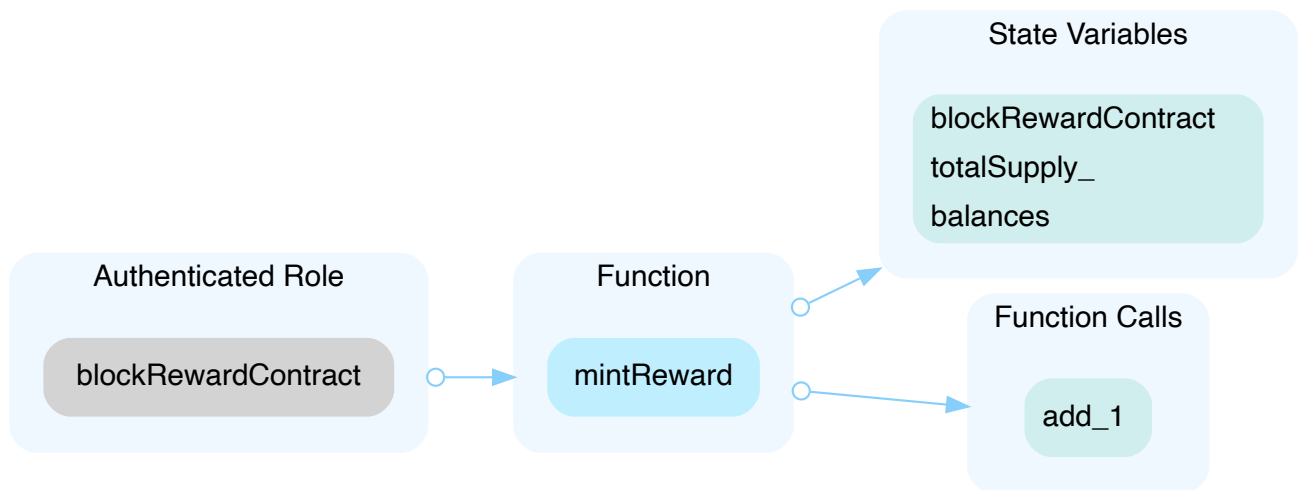 State Variables
blockRewardContract
totalSupply_
balances
Authenticated Role
blockRewardContract
Function
mintReward
Function Calls
add_1